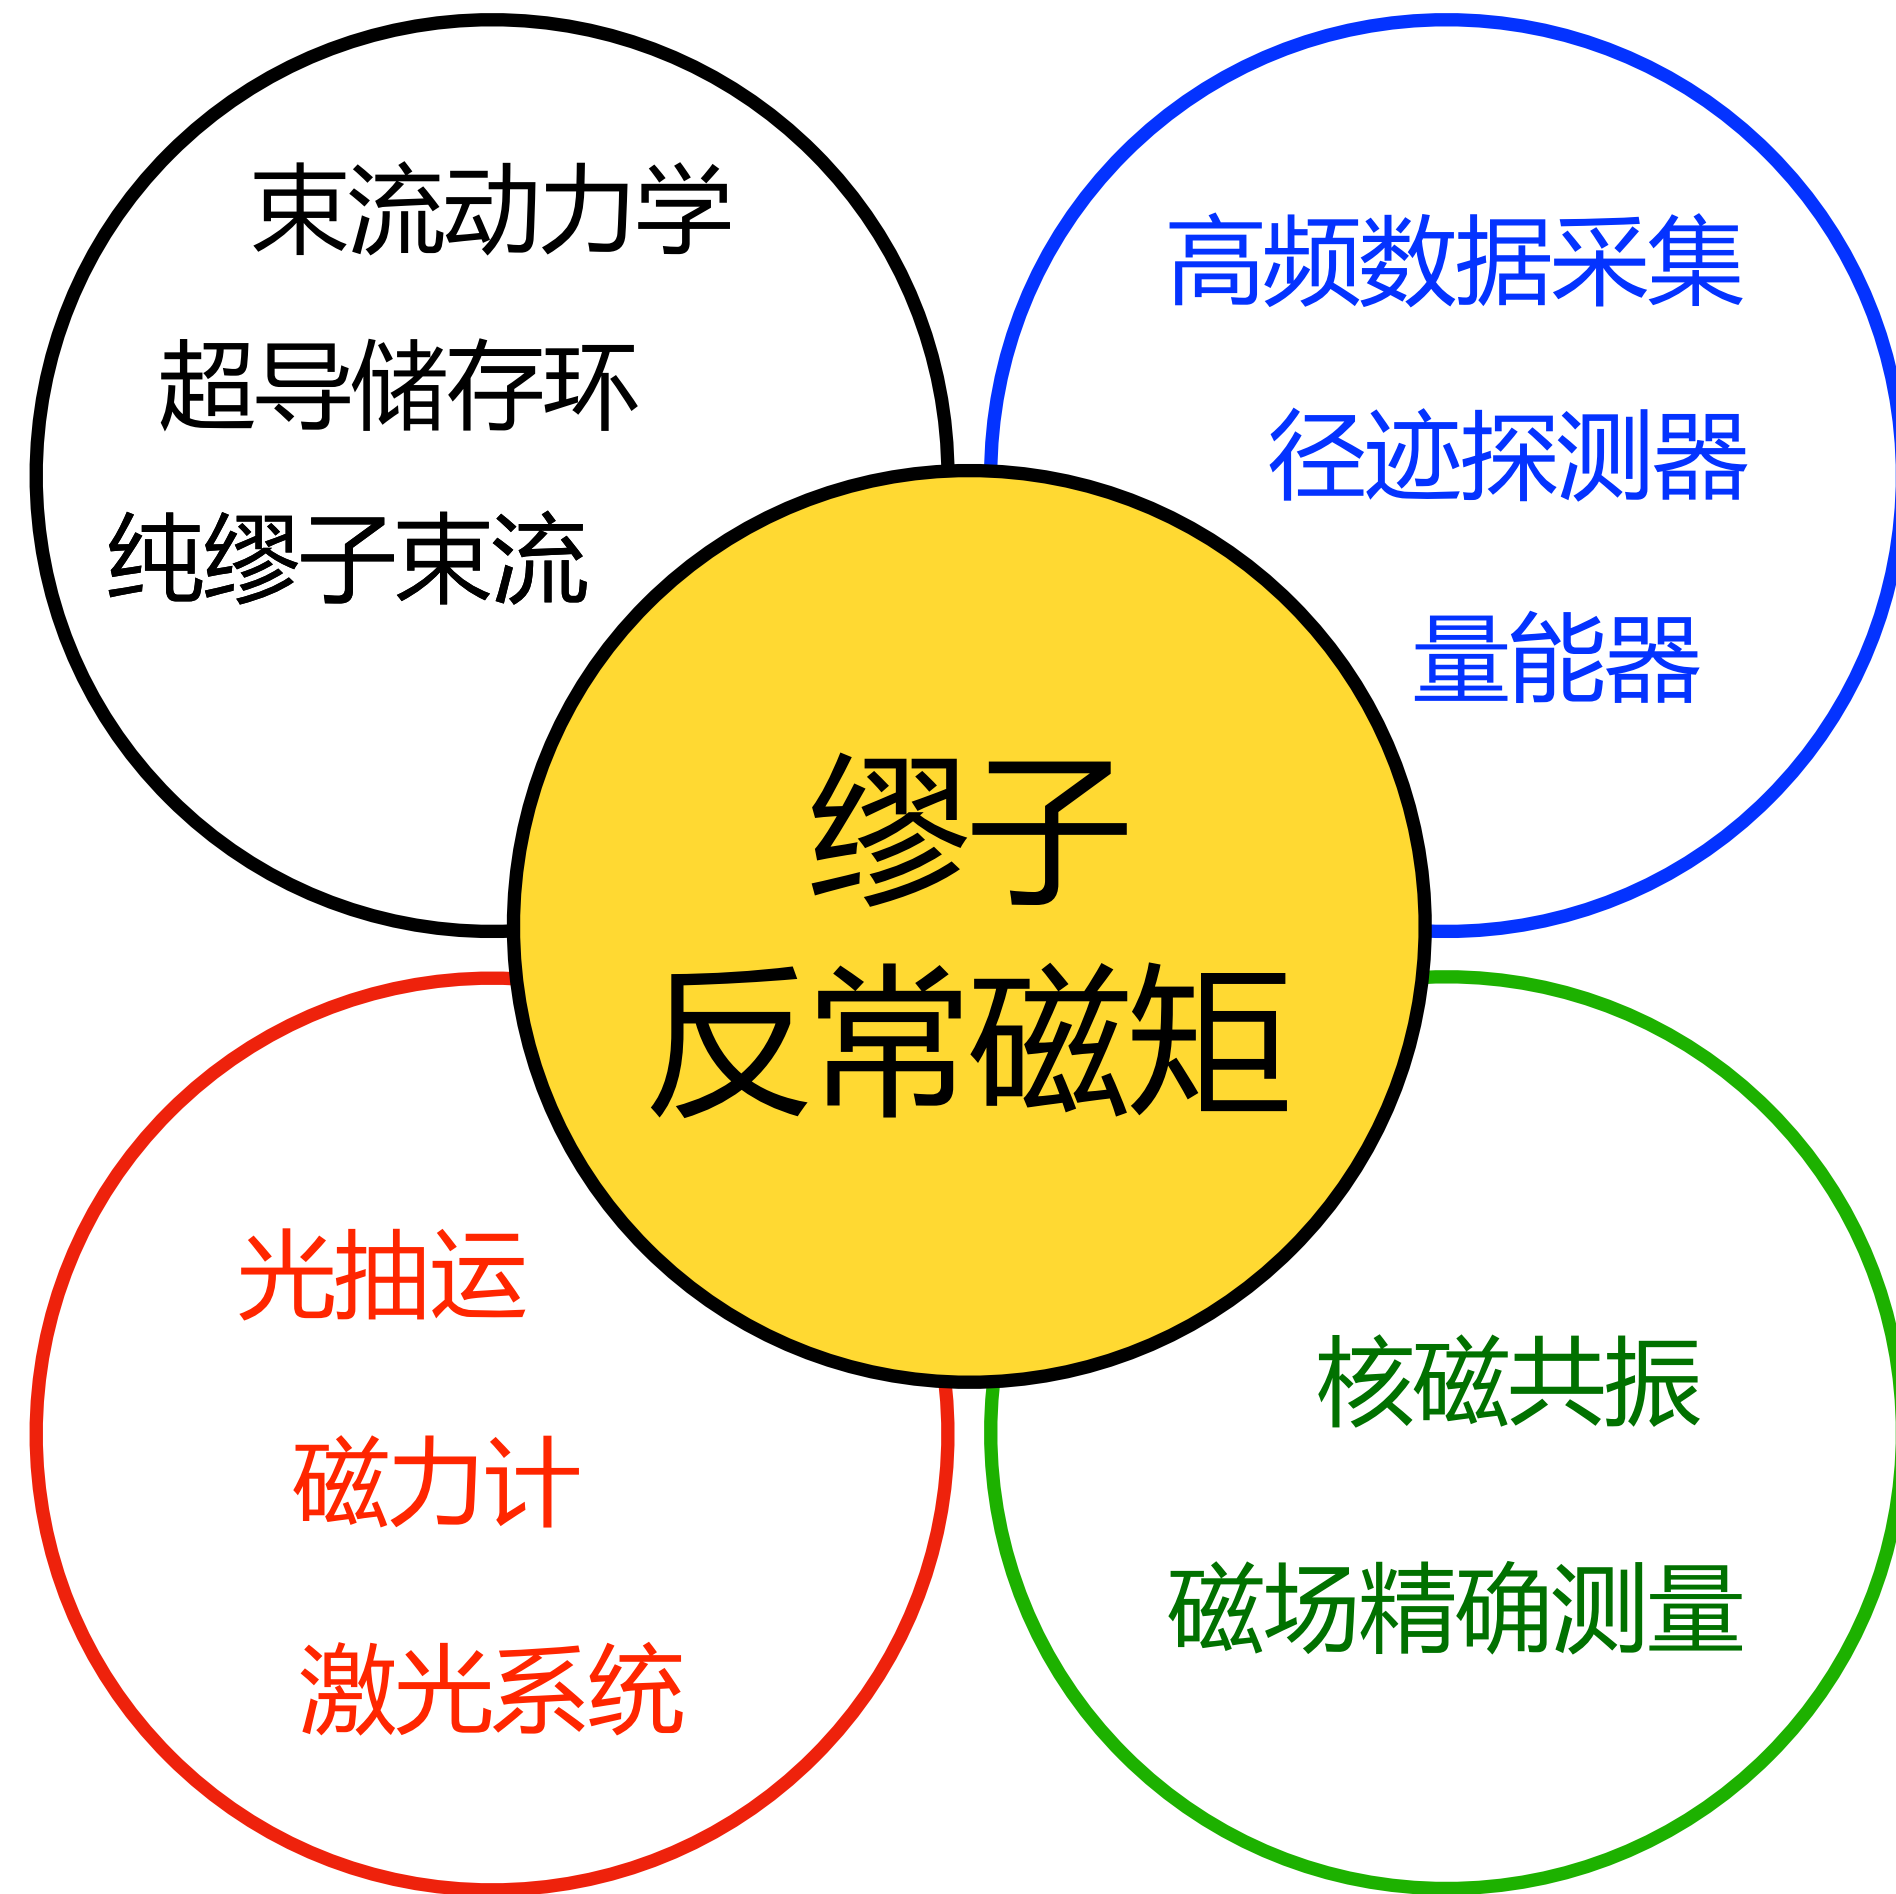 束流动力学
超导储存环
纯缪子束流
高频数据采集
径迹探测器
量能器
缪子
反常磁矩
光抽运
磁力计
激光系统
核磁共振
磁场精确测量